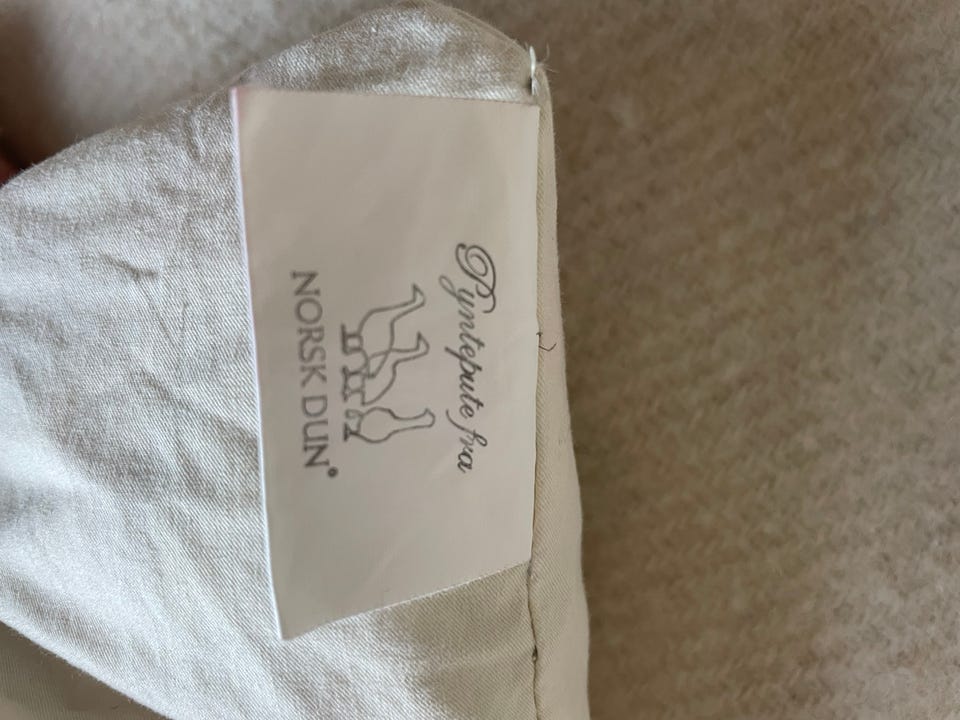 Pyntepute fra
NORSK DUN®